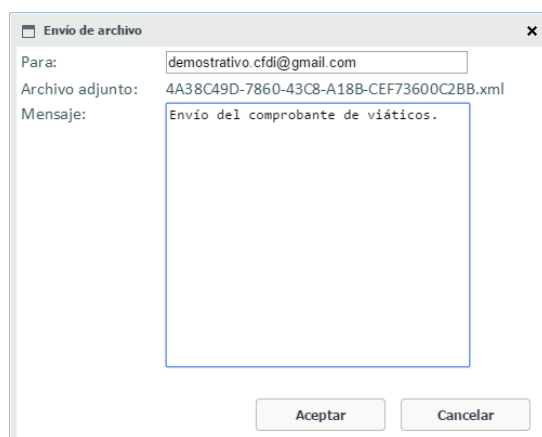 Envío de archivo
Para: demostrativo.cfdi@gmail.com
Archivo adjunto: 4A38C49D-7860-43C8-A18B-CEF73600C2BB.xml
Mensaje: Envío del comprobante de viáticos.
Aceptar Cancelar